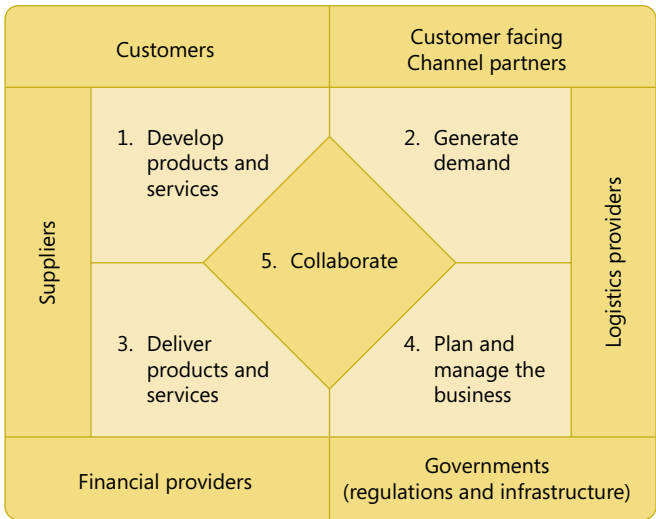 Customers
Customer facing
Channel partners
Suppliers
1. Develop
products and
services
2. Generate
demand
Logistics providers
5. Collaborate
3. Deliver
products and
services
4. Plan and
manage the
business
Financial providers
Governments
(regulations and infrastructure)